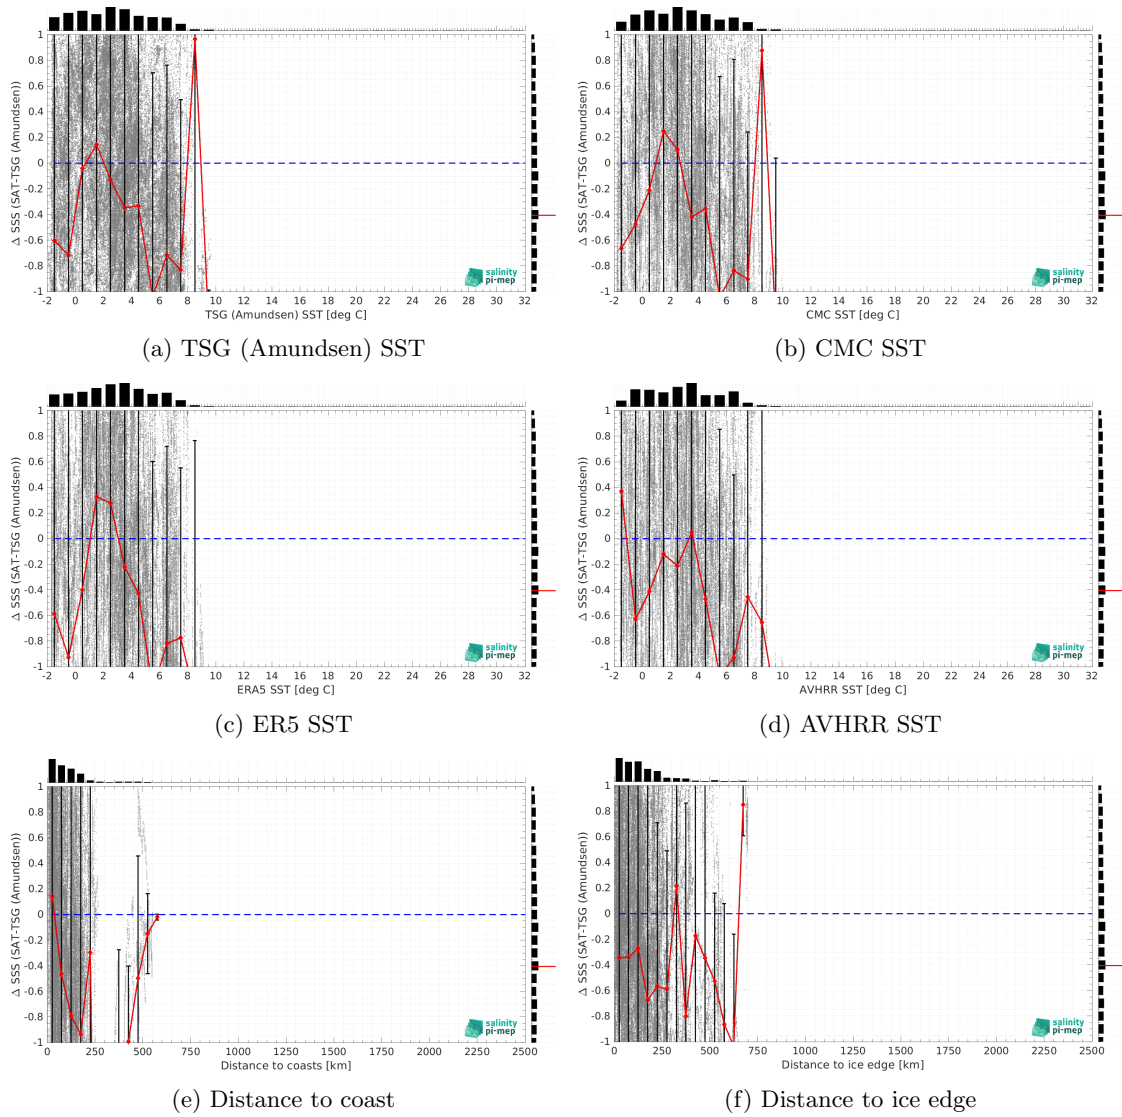 1
0.8
0.6
0.4
0.2
0
-0.2
-0.4
-0.6
-0.8
-1
Δ SSS (SAT-TSG (Amundsen))
salinity
pi-mep
-2 0 2 4 6 8 10 12 14 16 18 20 22 24 26 28 30 32
TSG (Amundsen) SST [deg C]
(a) TSG (Amundsen) SST
1
0.8
0.6
0.4
0.2
0
-0.2
-0.4
-0.6
-0.8
-1
Δ SSS (SAT-TSG (Amundsen))
salinity
pi-mep
-2 0 2 4 6 8 10 12 14 16 18 20 22 24 26 28 30 32
CMC SST [deg C]
(b) CMC SST
1
0.8
0.6
0.4
0.2
0
-0.2
-0.4
-0.6
-0.8
-1
Δ SSS (SAT-TSG (Amundsen))
salinity
pi-mep
-2 0 2 4 6 8 10 12 14 16 18 20 22 24 26 28 30 32
ERA5 SST [deg C]
(c) ER5 SST
1
0.8
0.6
0.4
0.2
0
-0.2
-0.4
-0.6
-0.8
-1
Δ SSS (SAT-TSG (Amundsen))
salinity
pi-mep
-2 0 2 4 6 8 10 12 14 16 18 20 22 24 26 28 30 32
AVHRR SST [deg C]
(d) AVHRR SST
1
0.8
0.6
0.4
0.2
0
-0.2
-0.4
-0.6
-0.8
-1
Δ SSS (SAT-TSG (Amundsen))
salinity
pi-mep
0 250 500 750 1000 1250 1500 1750 2000 2250 2500
Distance to coasts [km]
(e) Distance to coast
1
0.8
0.6
0.4
0.2
0
-0.2
-0.4
-0.6
-0.8
-1
Δ SSS (SAT-TSG (Amundsen))
salinity
pi-mep
0 250 500 750 1000 1250 1500 1750 2000 2250 2500
Distance to ice edge [km]
(f) Distance to ice edge